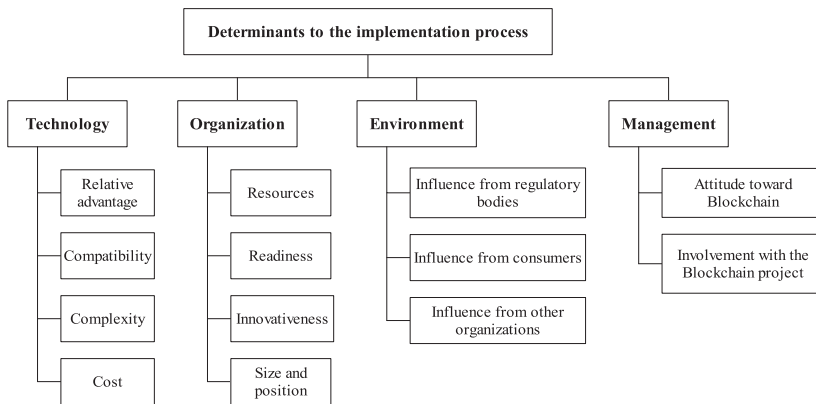 Determinants to the implementation process
Technology
Organization
Environment
Management
Relative
advantage
Compatibility
Complexity
Cost
Resources
Readiness
Innovativeness
Size and
position
Influence from regulatory
bodies
Influence from consumers
Influence from other
organizations
Attitude toward
Blockchain
Involvement with the
Blockchain project